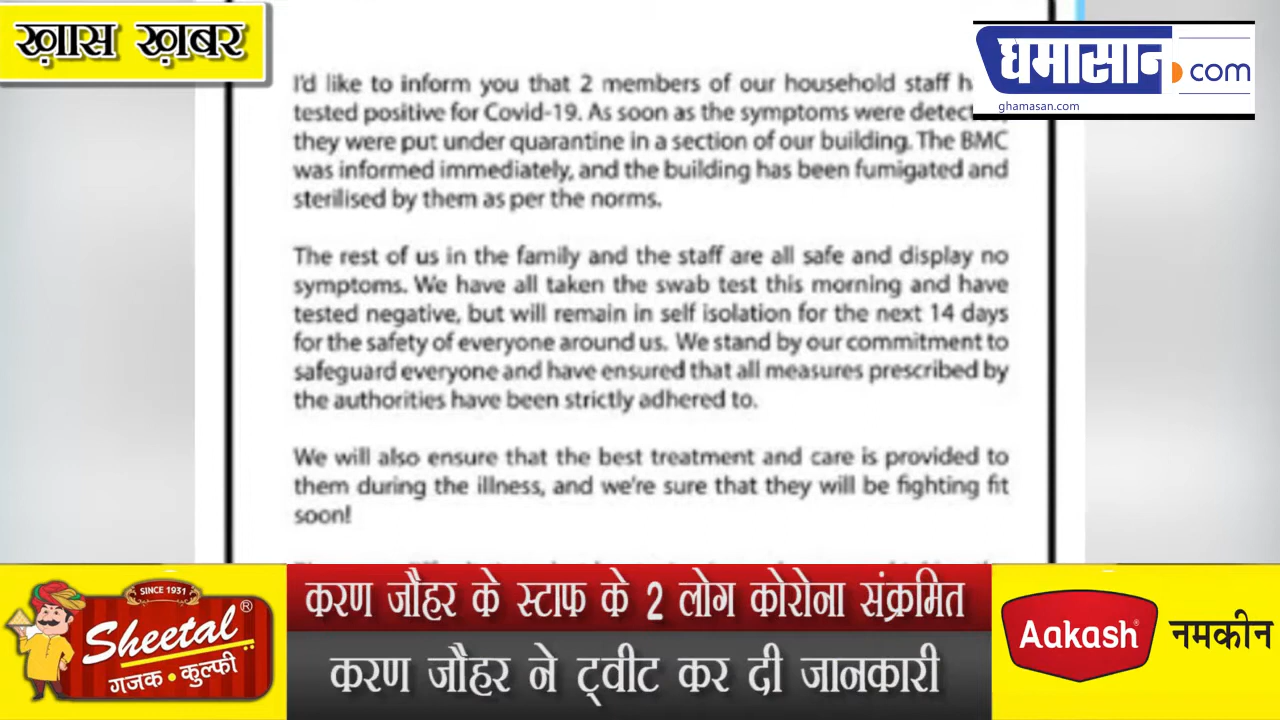 ख़ास ख़बर
घमासान.com
ghamasan.com
I'd like to inform you that 2 members of our household staff
tested positive for Covid-19. As soon as the symptoms were
they were put under quarantine in a section of our building. The BMC
was informed immediately, and the building has been fumigated and
sterilised by them as per the norms.
The rest of us in the family and the staff are all safe and display no
symptoms. We have all taken the swab test this morning and have
tested negative, but will remain in self isolation for the next 14 days
for the safety of everyone around us. We stand by our commitment to
safeguard everyone and have ensured that all measures prescribed by
the authorities have been strictly adhered to.
We will also ensure that the best treatment and care is provided to
them during the illness, and we're sure that they will be fighting fit
soon!
SINCE 1931
Sheetal®
गजक • कुल्फी
करण जौहर के स्टाफ के 2 लोग कोरोना संक्रमित
करण जौहर ने ट्वीट कर दी जानकारी
Aakash®
नमकीन